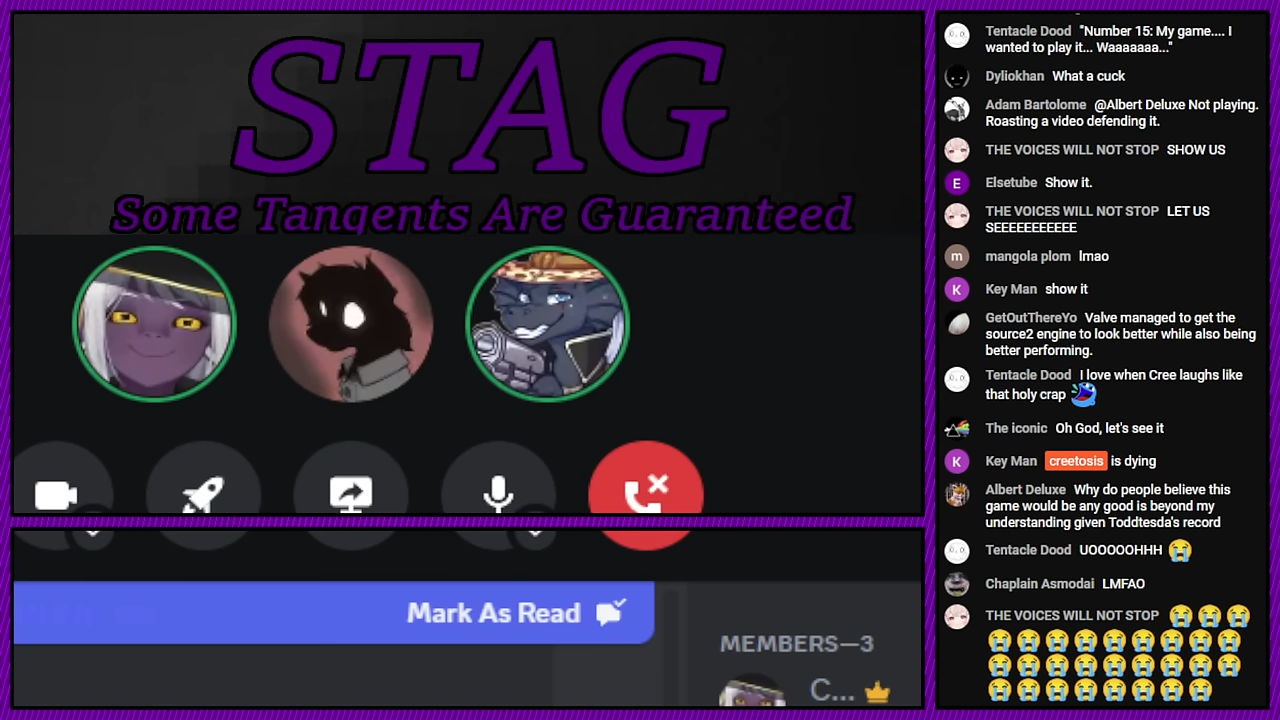 STAG
Some Tangents Are Guaranteed
Mark As Read
MEMBERS—3
C...
Tentacle Dood "Number 15: My game.... I
wanted to play it... Waaaaaaa..."
Dyliokhan What a cuck
Adam Bartolome @Albert Deluxe Not playing.
Roasting a video defending it.
THE VOICES WILL NOT STOP SHOW US
E
Elsetube Show it.
THE VOICES WILL NOT STOP LET US
SEEEEEEEEEEE
m
mangola plom lmao
K
Key Man show it
GetOutThereYo Valve managed to get the
source2 engine to look better while also being
better performing.
Tentacle Dood I love when Cree laughs like
that holy crap
The iconic Oh God, let's see it
K
Key Man creetosis is dying
Albert Deluxe Why do people believe this
game would be any good is beyond my
understanding given Toddtesda's record
Tentacle Dood UOOOOOHHH 😭
Chaplain Asmodai LMFAO
THE VOICES WILL NOT STOP 😭😭😭
😭😭😭😭😭😭😭😭😭
😭😭😭😭😭😭😭😭😭
😭😭😭😭😭😭😭😭